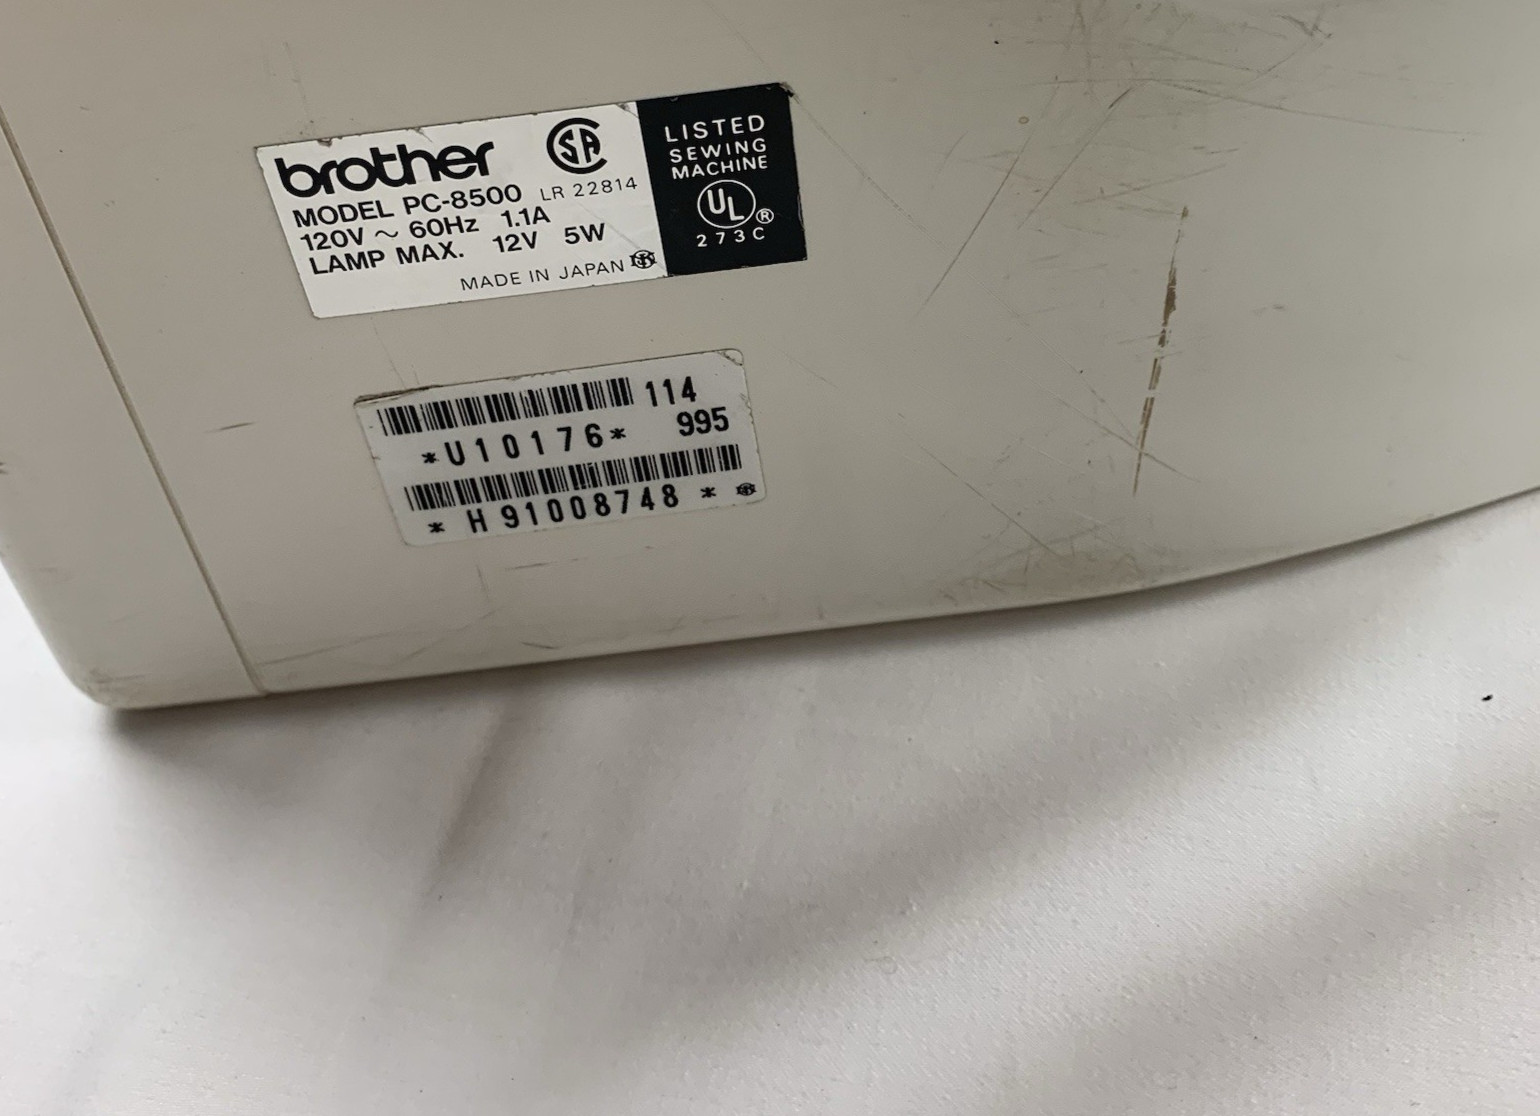 brother
SA
MODEL PC-8500 LR 22814
120V ~ 60Hz 1.1A
LAMP MAX. 12V 5W
MADE IN JAPAN
LISTED
SEWING
MACHINE
UL ®
273C
114
*U10176* 995
* H91008748 *